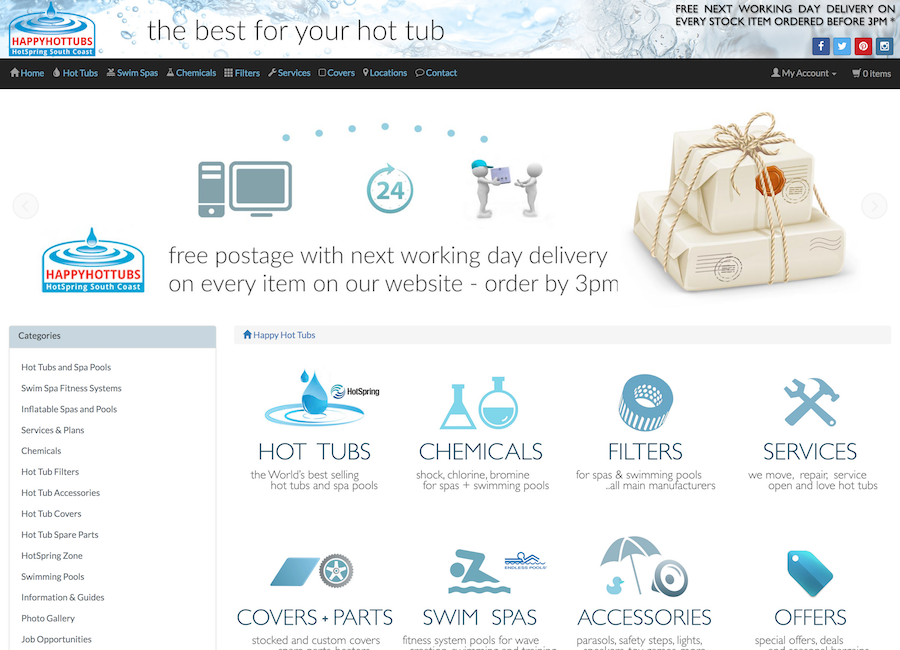 HAPPYHOTTUBS
HotSpring South Coast
the best for your hot tub
FREE NEXT WORKING DAY DELIVERY ON
EVERY STOCK ITEM ORDERED BEFORE 3PM *
Home Hot Tubs Swim Spas Chemicals Filters Services Covers Locations Contact My Account 0 items
24
HAPPYHOTTUBS
HotSpring South Coast
free postage with next working day delivery
on every item on our website - order by 3pm
Categories
Hot Tubs and Spa Pools
Swim Spa Fitness Systems
Inflatable Spas and Pools
Services & Plans
Chemicals
Hot Tub Filters
Hot Tub Accessories
Hot Tub Covers
Hot Tub Spare Parts
HotSpring Zone
Swimming Pools
Information & Guides
Photo Gallery
Job Opportunities
Happy Hot Tubs
HotSpring
HOT TUBS
the World's best selling
hot tubs and spa pools
CHEMICALS
shock, chlorine, bromine
for spas + swimming pools
FILTERS
for spas & swimming pools
..all main manufacturers
SERVICES
we move, repair, service
open and love hot tubs
COVERS + PARTS
stocked and custom covers
ENDLESS POOLS
SWIM SPAS
fitness system pools for wave
ACCESSORIES
parasols, safety steps, lights,
OFFERS
special offers, deals